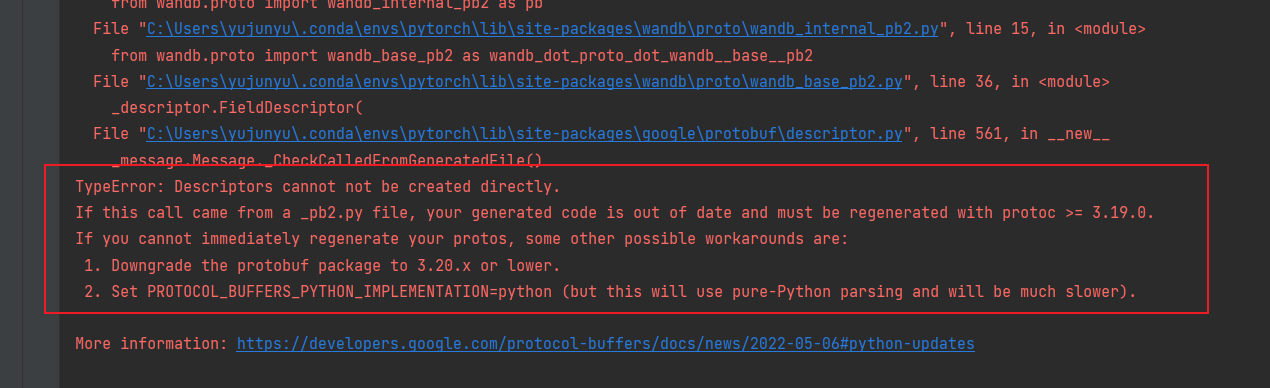 from wandb.proto import wandb_internal_pb2 as pb
File "C:\Users\yujunyu\.conda\envs\pytorch\lib\site-packages\wandb\proto\wandb_internal_pb2.py", line 15, in <module>
from wandb.proto import wandb_base_pb2 as wandb_dot_proto_dot_wandb__base__pb2
File "C:\Users\yujunyu\.conda\envs\pytorch\lib\site-packages\wandb\proto\wandb_base_pb2.py", line 36, in <module>
_descriptor.FieldDescriptor(
File "C:\Users\yujunyu\.conda\envs\pytorch\lib\site-packages\google\protobuf\descriptor.py", line 561, in __new__
_message.Message._CheckCalledFromGeneratedFile()
TypeError: Descriptors cannot not be created directly.
If this call came from a _pb2.py file, your generated code is out of date and must be regenerated with protoc >= 3.19.0.
If you cannot immediately regenerate your protos, some other possible workarounds are:
1. Downgrade the protobuf package to 3.20.x or lower.
2. Set PROTOCOL_BUFFERS_PYTHON_IMPLEMENTATION=python (but this will use pure-Python parsing and will be much slower).
More information: https://developers.google.com/protocol-buffers/docs/news/2022-05-06#python-updates